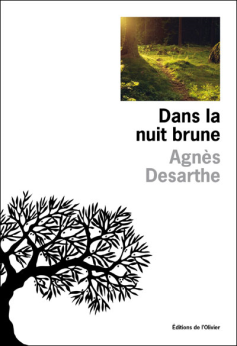 Dans la
nuit brune
Agnès
Desarthe
Éditions de l'Olivier